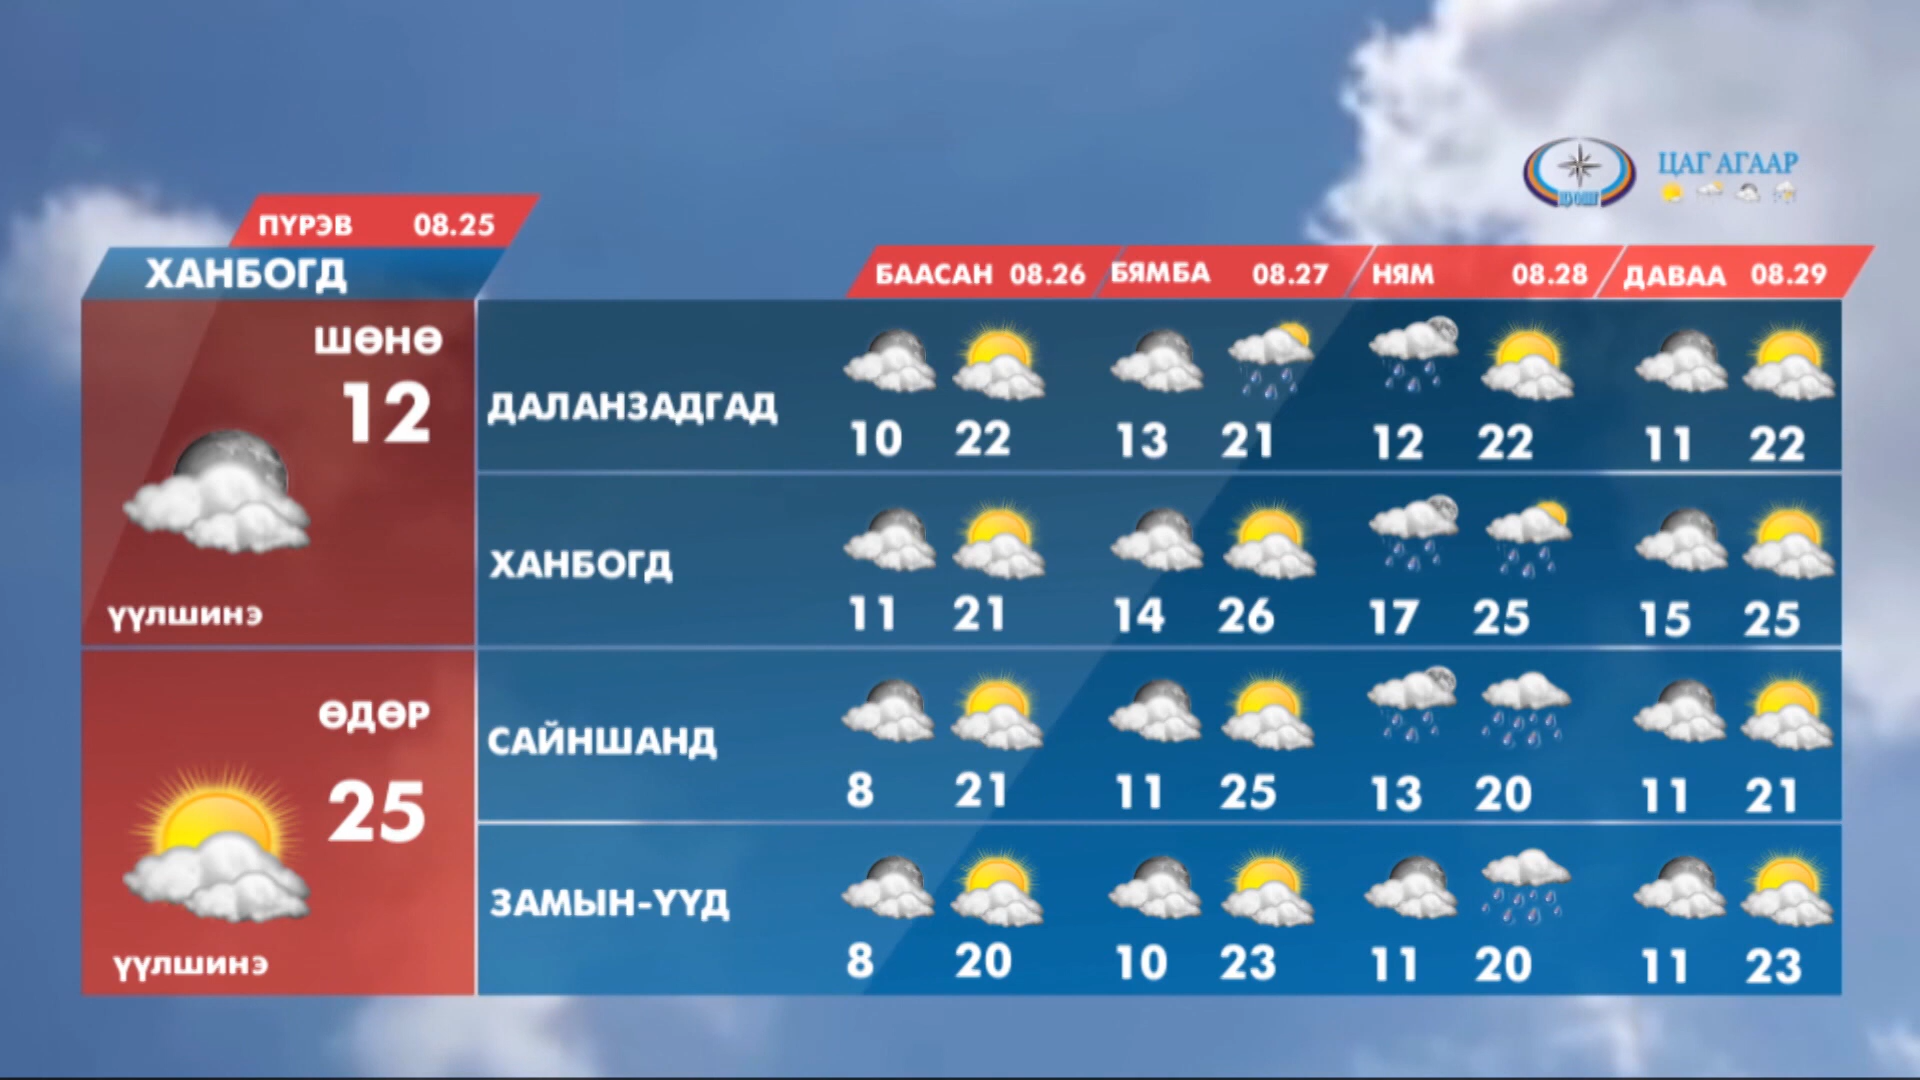 ЦАГ АГААР
ПҮРЭВ 08.25
ХАНБОГД
БААСАН 08.26 БЯМБА 08.27 НЯМ 08.28 ДАВАА 08.29
ШӨНӨ
12
үүлшинэ
ӨДӨР
25
үүлшинэ
ДАЛАНЗАДГАД
10 22 13 21 12 22 11 22
ХАНБОГД
11 21 14 26 17 25 15 25
САЙНШАНД
8 21 11 25 13 20 11 21
ЗАМЫН-ҮҮД
8 20 10 23 11 20 11 23